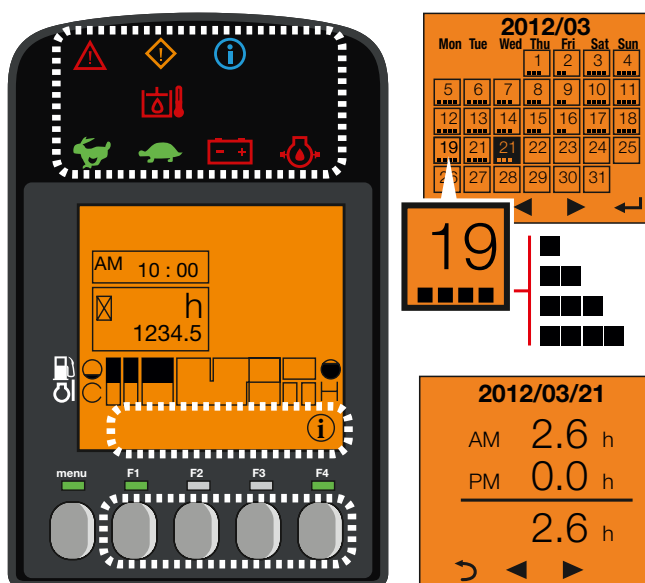 AM 10 : 00
h
1234.5
C H
i
menu F1 F2 F3 F4
2012/03
Mon Tue Wed Thu Fri Sat Sun
1 2 3 4
5 6 7 8 9 10 11
12 13 14 15 16 17 18
19 21 21 22 23 24 25
26 27 28 29 30 31
19
2012/03/21
AM 2.6 h
PM 0.0 h
2.6 h